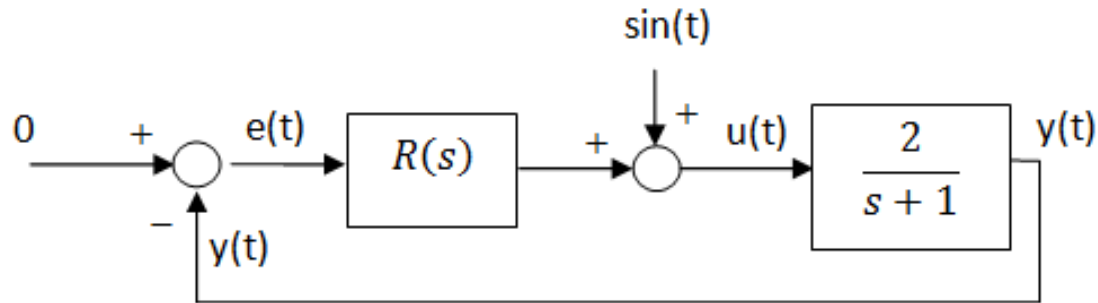 sin(t)
0
+
e(t)
R(s)
+
+
u(t)
2
s + 1
y(t)
−
y(t)